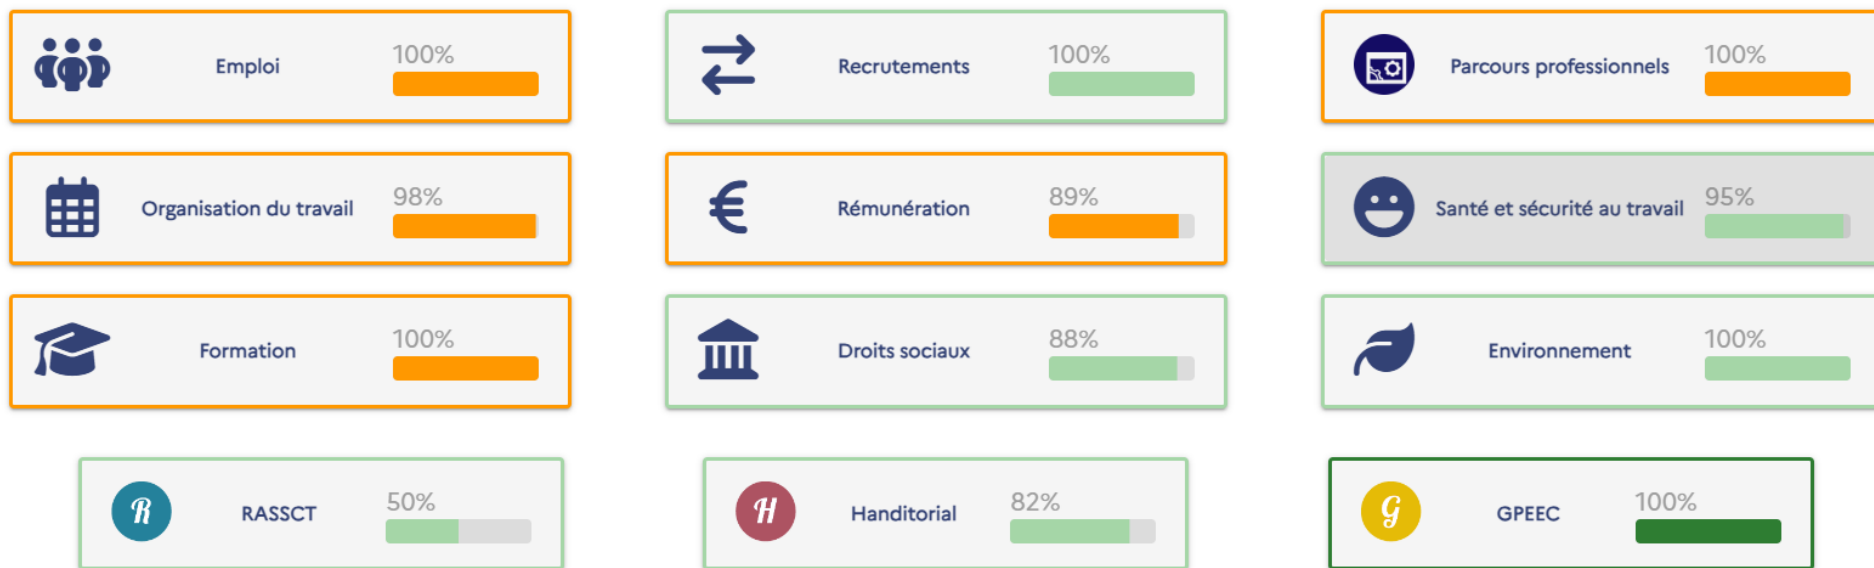 Emploi 100%
Recrutements 100%
Parcours professionnels 100%
Organisation du travail 98%
Rémunération 89%
Santé et sécurité au travail 95%
Formation 100%
Droits sociaux 88%
Environnement 100%
R RASSCT 50%
H Handitorial 82%
G GPEEC 100%